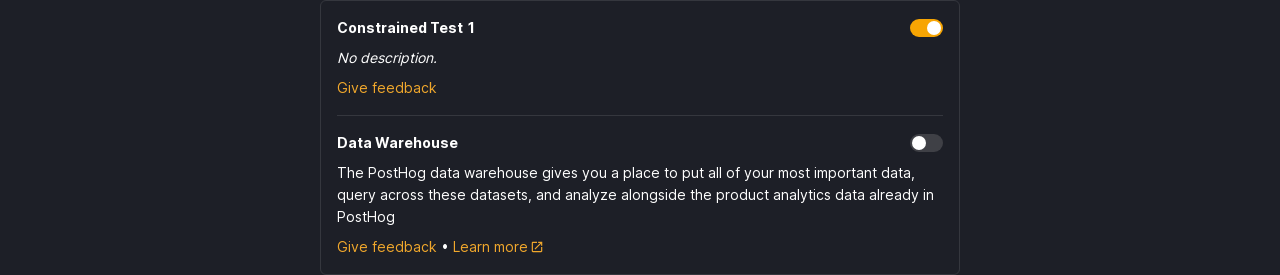 Constrained Test 1
No description.
Give feedback
Data Warehouse
The PostHog data warehouse gives you a place to put all of your most important data,
query across these datasets, and analyze alongside the product analytics data already in
PostHog
Give feedback • Learn more